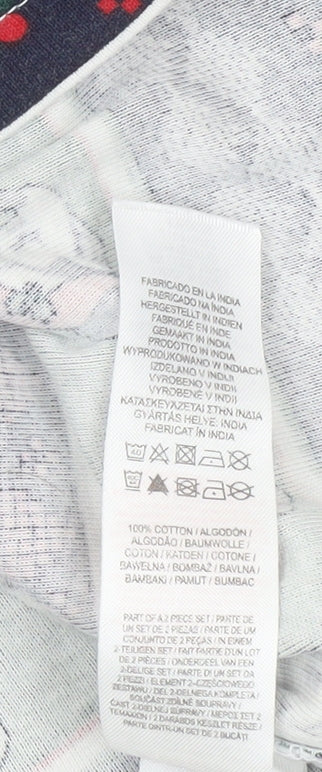 FABRICADO EN LA INDIA
FABRICADO NA ÍNDIA
HERGESTELLT IN INDIEN
FABRIQUÉ EN INDE
GEMAAKT IN INDIA
PRODOTTO IN INDIA
WYPRODUKOWANO W INDIACH
IZDELANO V INDIJI
VYROBENO V INDII
VYROBENÉ V INDII
ΚΑΤΑΣΚΕΥΑΖΕΤΑΙ ΣΤΗΝ ΙΝΔΙΑ
GYÁRTÁS HELYE: INDIA
FABRICAT ÎN INDIA
40
100% COTTON / ALGODÓN /
ALGODÃO / BAUMWOLLE /
COTON / KATOEN / COTONE /
BAWEŁNA / BOMBAŽ / BAVLNA /
ΒΑΜΒΑΚΙ / PAMUT / BUMBAC
PART OF A 2 PIECE SET / PARTE DE
UN SET DE 2 PIEZAS / PARTE DE UM
CONJUNTO DE 2 PEÇAS / IN EINEM
2-TEILIGEN SET / FAIT PARTIE D'UN LOT
DE 2 PIÈCES / ONDERDEEL VAN EEN
2-DELIGE SET / PARTE DI UN SET DA
2 PEZZI / ELEMENT 2-CZĘŚCIOWEGO
ZESTAWU / DEL 2-DELNEGA KOMPLETA /
SOUČÁST 2DÍLNÉ SOUPRAVY /
ČASŤ 2-DIELNEJ SÚPRAVY / ΜΕΡΟΣ ΣΕΤ 2
ΤΕΜΑΧΙΩΝ / 2 DARABOS KÉSZLET RÉSZE /
PARTE DINTR-UN SET DE 2 BUCĂȚI